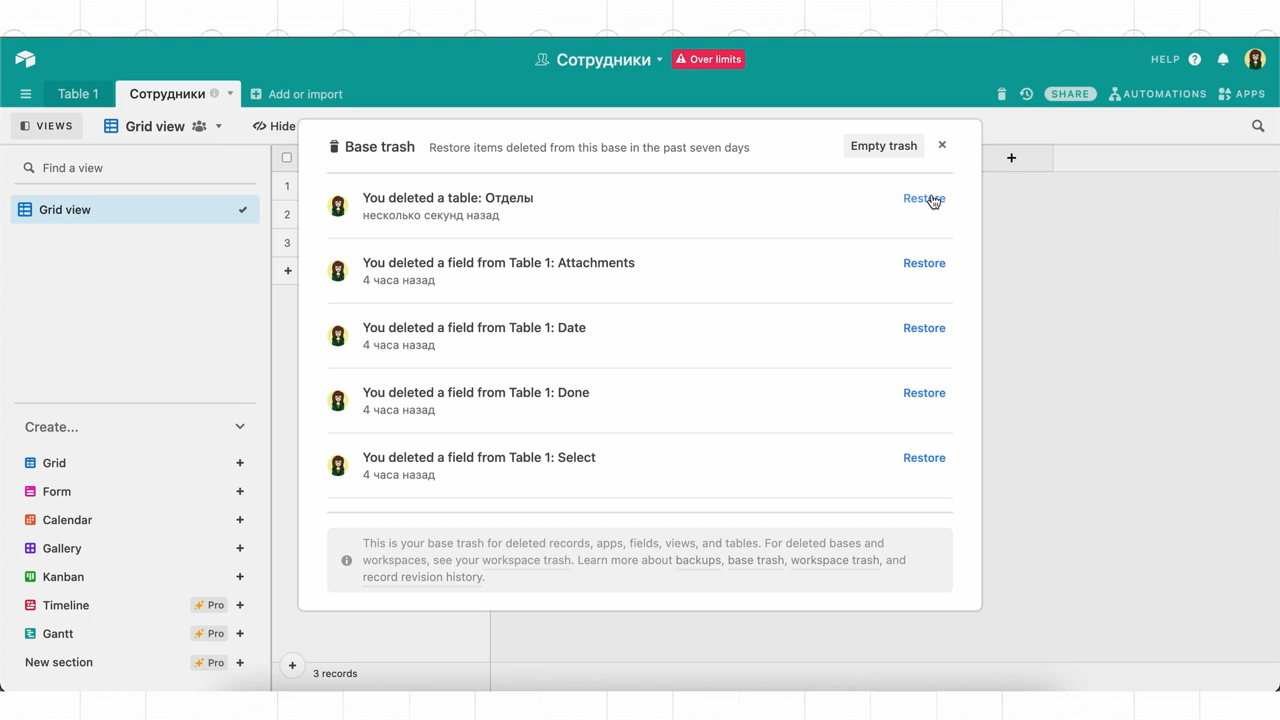 Сотрудники
Over limits
HELP
Table 1
Сотрудники
Add or import
SHARE
AUTOMATIONS
APPS
VIEWS
Grid view
Hide
Find a view
Grid view
Create...
Grid
Form
Calendar
Gallery
Kanban
Timeline
Pro
Gantt
Pro
New section
Pro
1
2
3
3 records
Base trash
Restore items deleted from this base in the past seven days
Empty trash
You deleted a table: Отделы
несколько секунд назад
Restore
You deleted a field from Table 1: Attachments
4 часа назад
Restore
You deleted a field from Table 1: Date
4 часа назад
Restore
You deleted a field from Table 1: Done
4 часа назад
Restore
You deleted a field from Table 1: Select
4 часа назад
Restore
This is your base trash for deleted records, apps, fields, views, and tables. For deleted bases and
workspaces, see your workspace trash. Learn more about backups, base trash, workspace trash, and
record revision history.